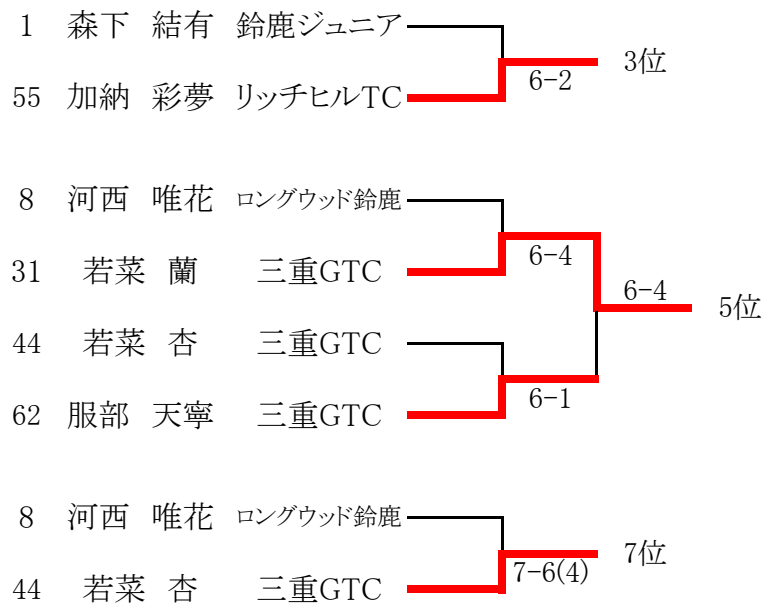 1 森下 結有 鈴鹿ジュニア
3位
6-2
55 加納 彩夢 リッチヒルTC
8 河西 唯花 ロングウッド鈴鹿
6-4
31 若菜 蘭 三重GTC
6-4
5位
44 若菜 杏 三重GTC
6-1
62 服部 天寧 三重GTC
8 河西 唯花 ロングウッド鈴鹿
7位
7-6(4)
44 若菜 杏 三重GTC